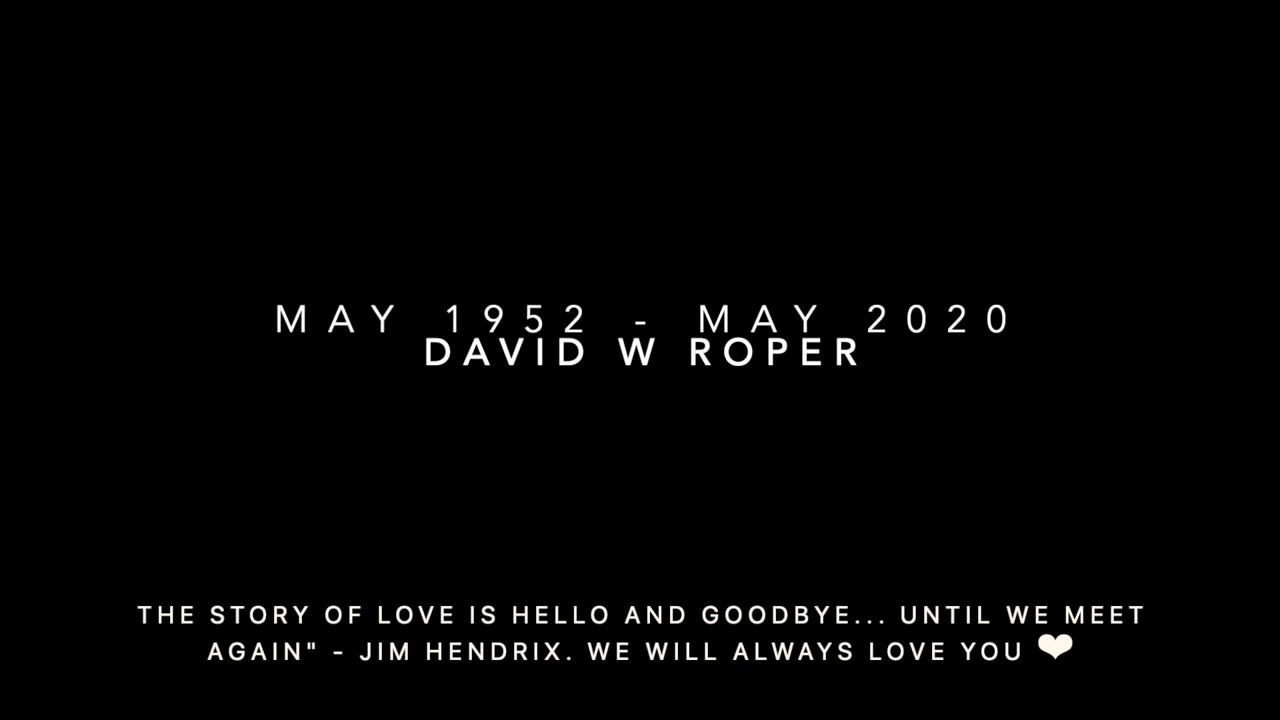 MAY 1952 - MAY 2020
DAVID W ROPER
THE STORY OF LOVE IS HELLO AND GOODBYE... UNTIL WE MEET
AGAIN" - JIM HENDRIX. WE WILL ALWAYS LOVE YOU ❤